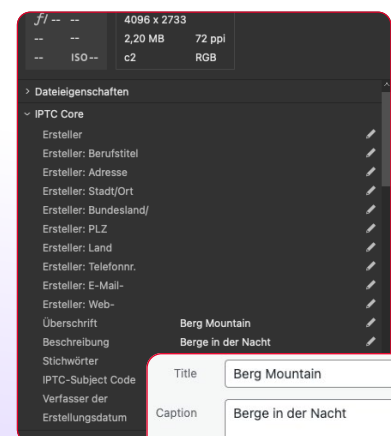 f/ -- --
4096 x 2733
-- --
2,20 MB 72 ppi
-- ISO --
c2 RGB
Dateieigenschaften
IPTC Core
Ersteller
Ersteller: Berufstitel
Ersteller: Adresse
Ersteller: Stadt/Ort
Ersteller: Bundesland/
Ersteller: PLZ
Ersteller: Land
Ersteller: Telefonnr.
Ersteller: E-Mail-
Ersteller: Web-
Überschrift Berg Mountain
Beschreibung Berge in der Nacht
Stichwörter
IPTC-Subject Code
Verfasser der
Erstellungsdatum
Title Berg Mountain
Caption Berge in der Nacht